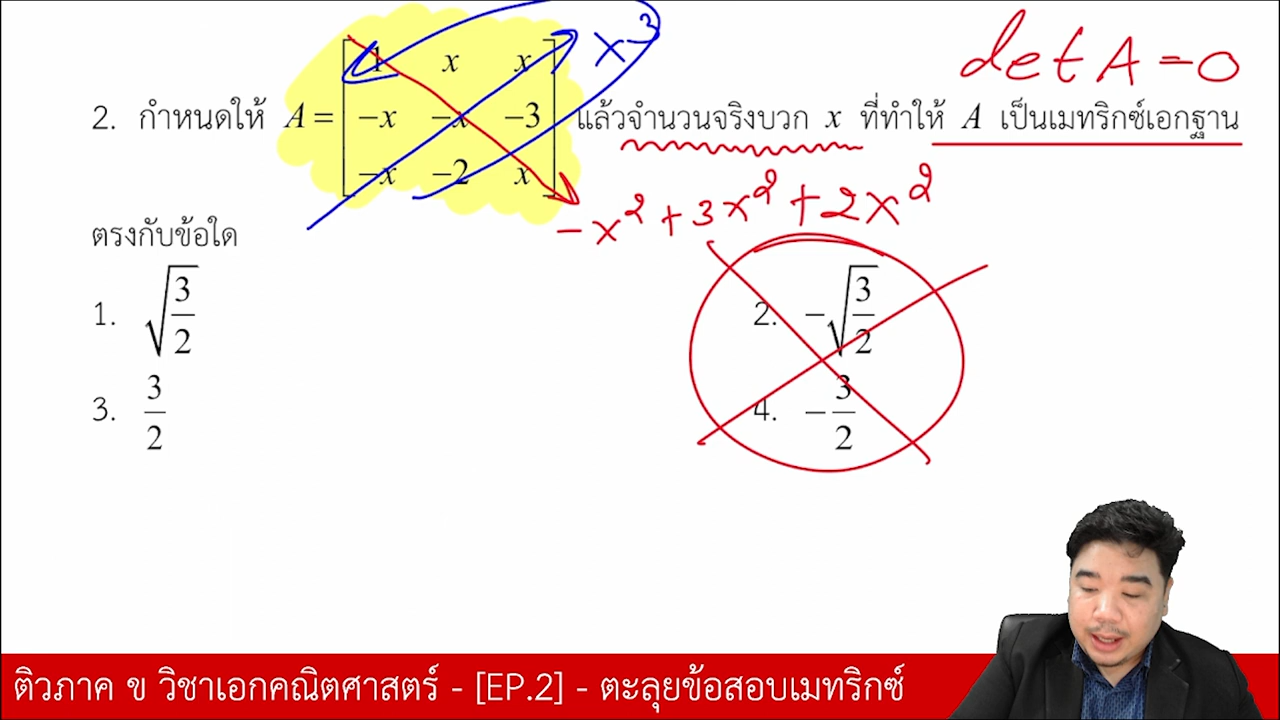 det A = 0
x³
2. กำหนดให้ A = [ 1 x x
-x -x -3
-x -2 x ] แล้วจำนวนจริงบวก x ที่ทำให้ A เป็นเมทริกซ์เอกฐาน
-x² + 3x² + 2x²
ตรงกับข้อใด
1. √(3/2)
2. -√(3/2)
3. 3/2
4. -3/2
ติวภาค ข วิชาเอกคณิตศาสตร์ - [EP.2] - ตะลุยข้อสอบเมทริกซ์